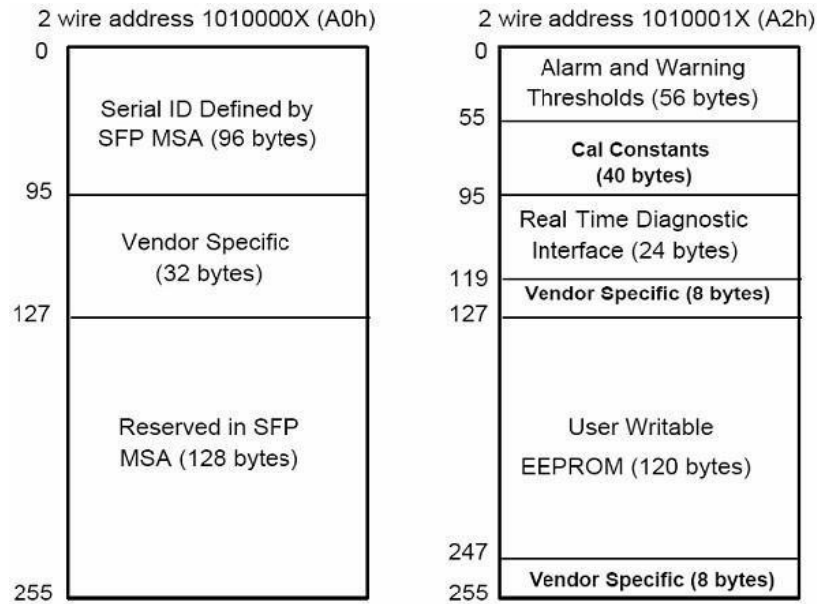 2 wire address 1010000X (A0h)
0
Serial ID Defined by
SFP MSA (96 bytes)
95
Vendor Specific
(32 bytes)
127
Reserved in SFP
MSA (128 bytes)
255
2 wire address 1010001X (A2h)
0
Alarm and Warning
Thresholds (56 bytes)
55
Cal Constants
(40 bytes)
95
Real Time Diagnostic
Interface (24 bytes)
119
Vendor Specific (8 bytes)
127
User Writable
EEPROM (120 bytes)
247
Vendor Specific (8 bytes)
255